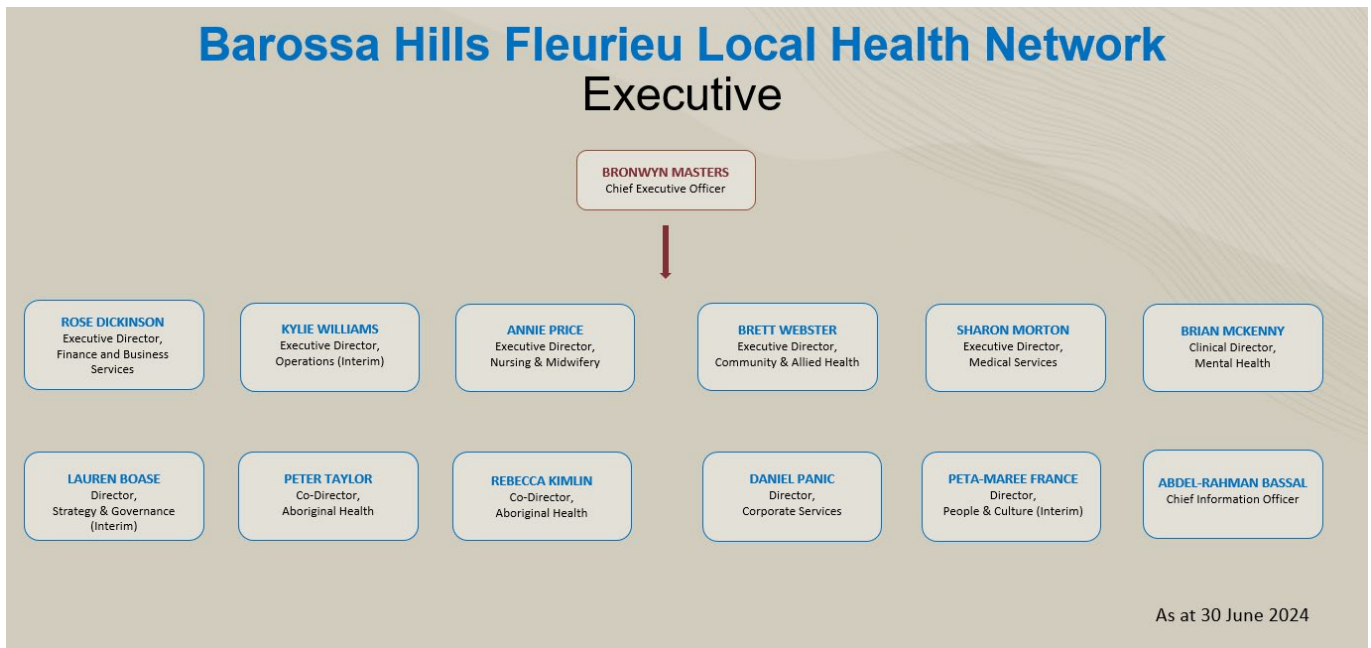 Barossa Hills Fleurieu Local Health Network
Executive
BRONWYN MASTERS
Chief Executive Officer
ROSE DICKINSON
Executive Director,
Finance and Business
Services
KYLIE WILLIAMS
Executive Director,
Operations (Interim)
ANNIE PRICE
Executive Director,
Nursing & Midwifery
BRETT WEBSTER
Executive Director,
Community & Allied Health
SHARON MORTON
Executive Director,
Medical Services
BRIAN MCKENNY
Clinical Director,
Mental Health
LAUREN BOASE
Director,
Strategy & Governance
(Interim)
PETER TAYLOR
Co-Director,
Aboriginal Health
REBECCA KIMLIN
Co-Director,
Aboriginal Health
DANIEL PANIC
Director,
Corporate Services
PETA-MAREE FRANCE
Director,
People & Culture (Interim)
ABDEL-RAHMAN BASSAL
Chief Information Officer
As at 30 June 2024